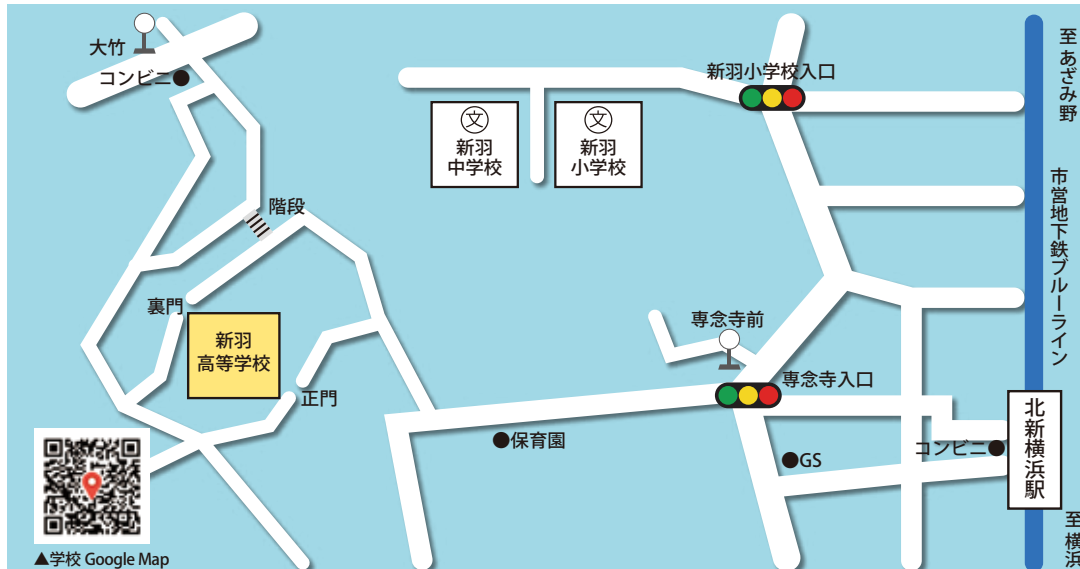 大竹
コンビニ
新羽小学校入口
至あざみ野
文
新羽
中学校
文
新羽
小学校
市営地下鉄ブルーライン
階段
裏門
新羽
高等学校
正門
専念寺前
専念寺入口
保育園
GS
コンビニ
北新横浜駅
至横浜
▲学校 Google Map